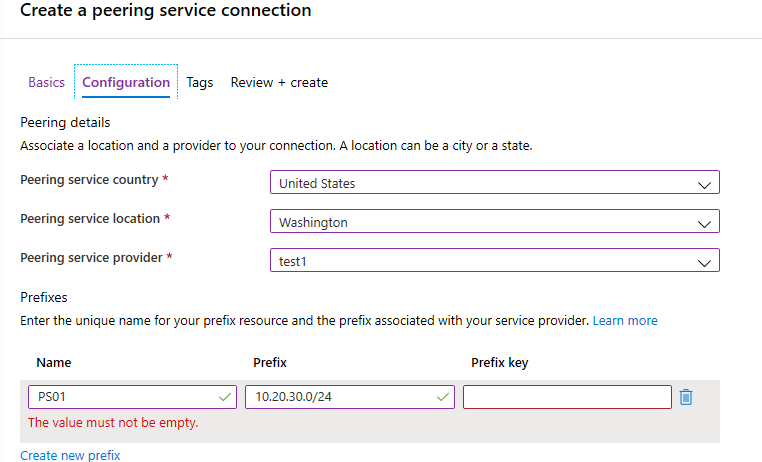 Create a peering service connection
Basics Configuration Tags Review + create
Peering details
Associate a location and a provider to your connection. A location can be a city or a state.
Peering service country * United States
Peering service location * Washington
Peering service provider * test1
Prefixes
Enter the unique name for your prefix resource and the prefix associated with your service provider. Learn more
Name Prefix Prefix key
PS01 10.20.30.0/24
The value must not be empty.
Create new prefix